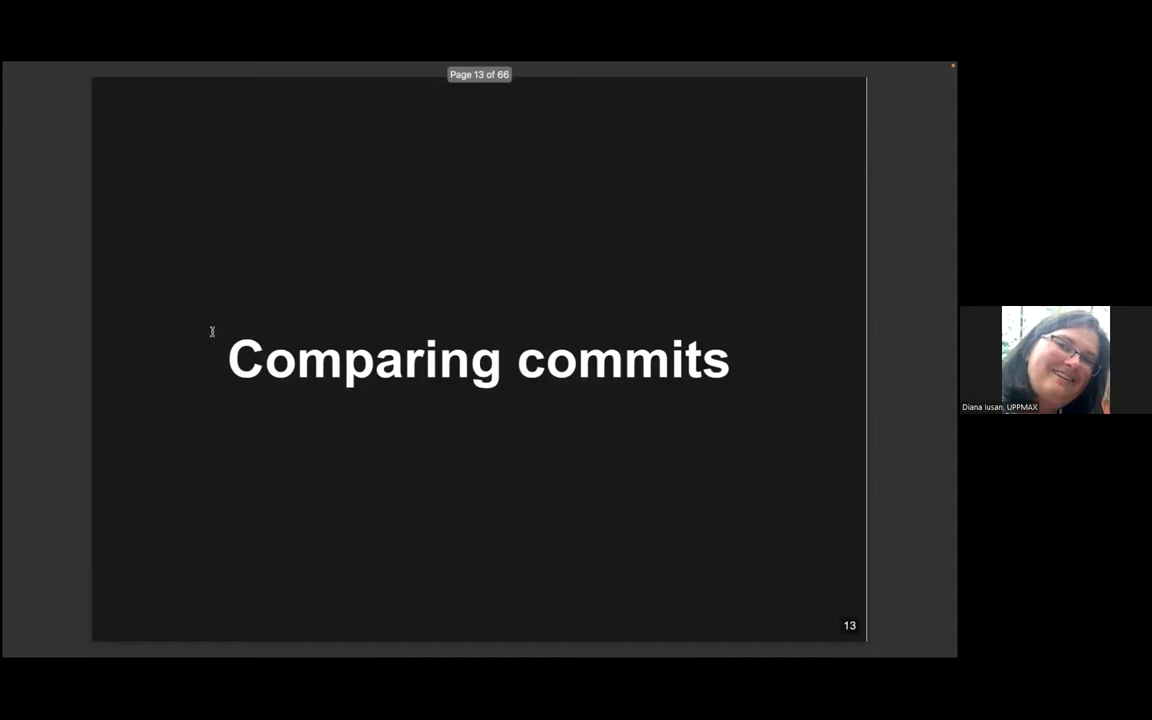 Page 13 of 66
Comparing commits
Diana Iusan, UPPMAX
13